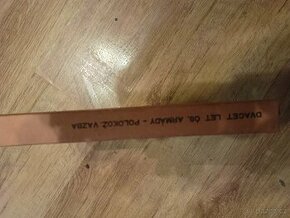 DVACET LET ČS. ARMÁDY - POLOKOŽ. VAZBA